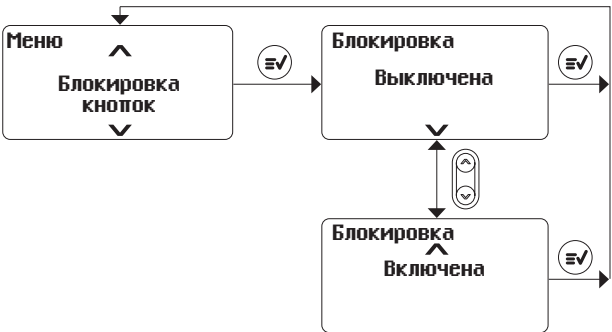 Меню
Блокировка
кнопок
Блокировка
Выключена
Блокировка
Включена